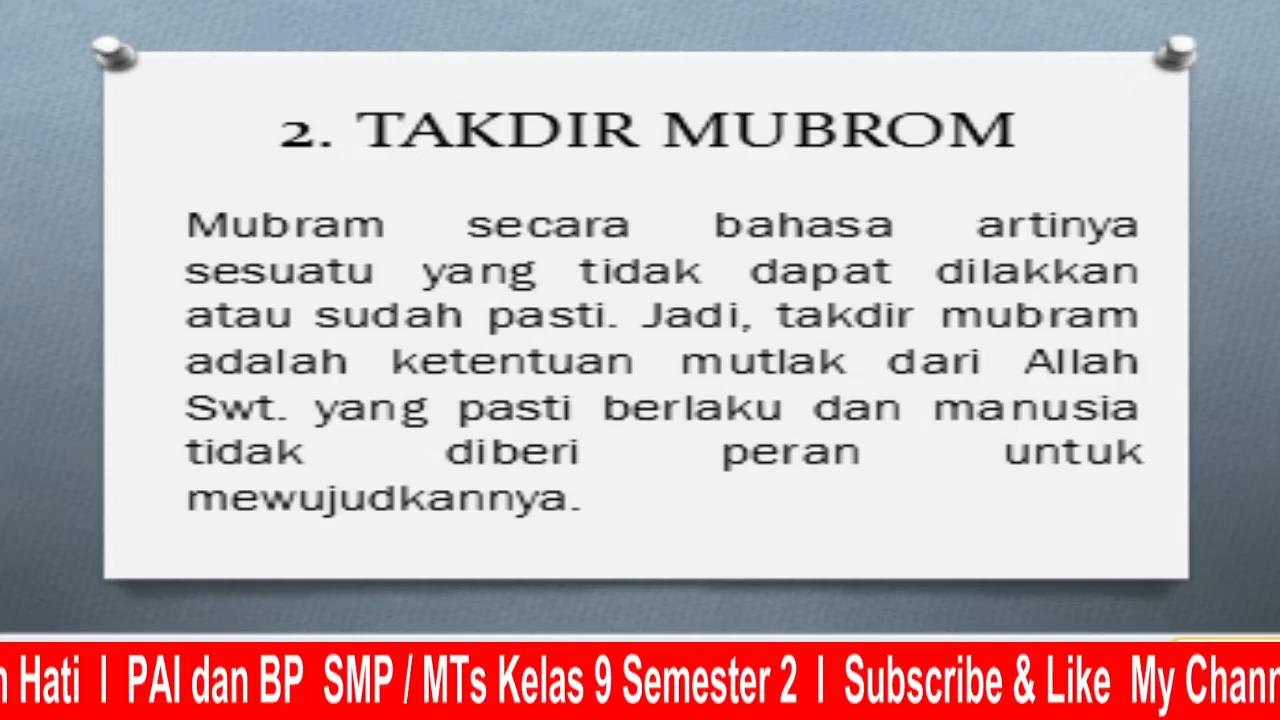 2. TAKDIR MUBROM
Mubram secara bahasa artinya
sesuatu yang tidak dapat dilakkan
atau sudah pasti. Jadi, takdir mubram
adalah ketentuan mutlak dari Allah
Swt. yang pasti berlaku dan manusia
tidak diberi peran untuk
mewujudkannya.
n Hati I PAI dan BP SMP / MTs Kelas 9 Semester 2 I Subscribe & Like My Chann